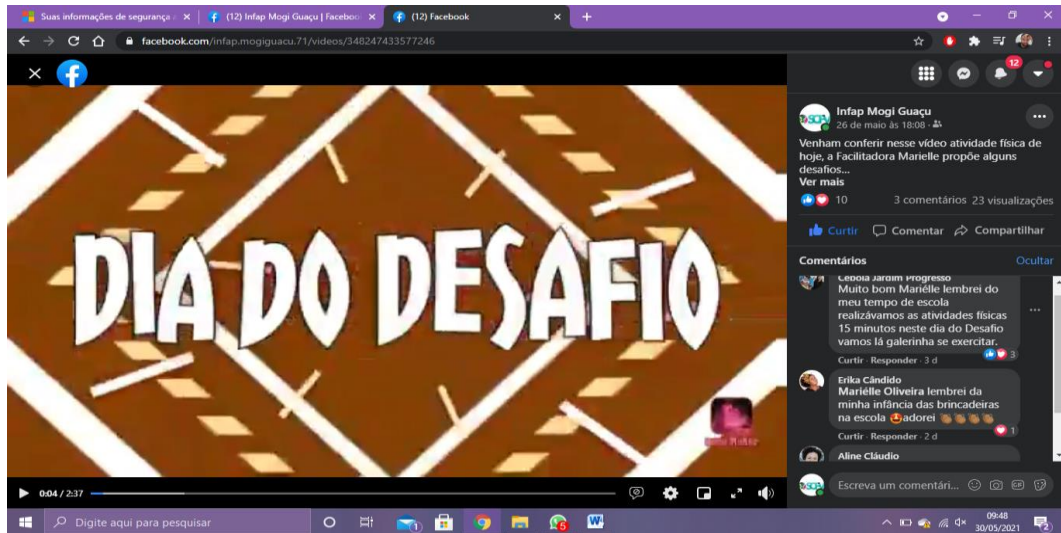 Suas informações de segurança a
(12) Infap Mogi Guaçu | Faceboo
(12) Facebook
facebook.com/infap.mogiguacu.71/videos/348247433577246
12
DIA DO DESAFIO
0:04 / 2:37
Infap Mogi Guaçu
26 de maio às 18:08 ·
Venham conferir nesse vídeo atividade física de
hoje, a Facilitadora Marielle propõe alguns
desafios...
Ver mais
10
3 comentários 23 visualizações
Curtir
Comentar
Compartilhar
Comentários
Ocultar
Cebola Jardim Progresso
Muito bom Mariélle lembrei do
meu tempo de escola
realizávamos as atividades físicas
15 minutos neste dia do Desafio
vamos lá galerinha se exercitar.
3
Curtir · Responder · 3 d
Erika Cândido
Mariélle Oliveira lembrei da
minha infância das brincadeiras
na escola 🤩adorei 👏🏾👏🏾👏🏾👏🏾
1
Curtir · Responder · 2 d
Aline Cláudio
Escreva um comentári...
GIF
Digite aqui para pesquisar
09:48
30/05/2021